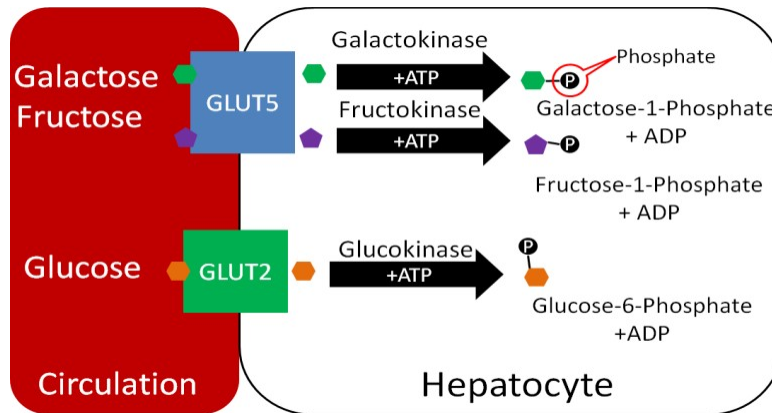 Galactokinase
Phosphate
Galactose
GLUT5
+ATP
P
Fructose
Fructokinase
Galactose-1-Phosphate
+ ADP
+ATP
P
Fructose-1-Phosphate
+ ADP
Glucose
GLUT2
Glucokinase
+ATP
P
Glucose-6-Phosphate
+ADP
Circulation
Hepatocyte